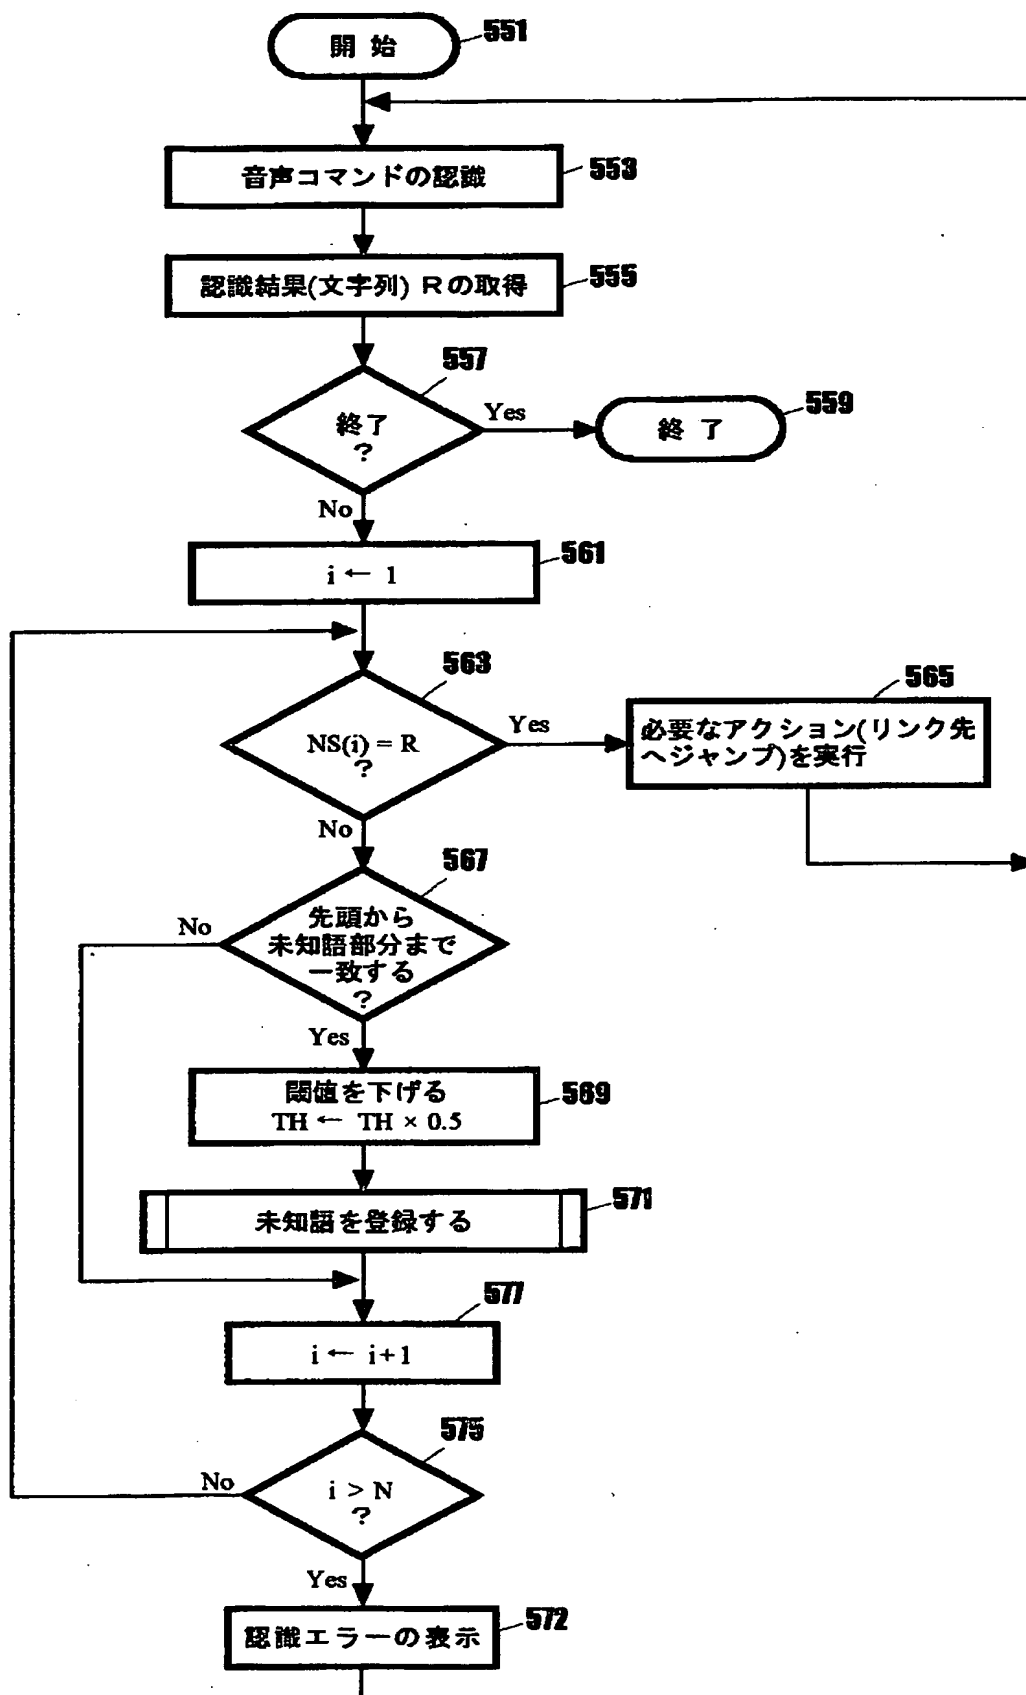 開 始
551
音声コマンドの認識
553
認識結果(文字列) Rの取得
555
557
終了
?
Yes
終 了
559
No
i ← 1
561
563
NS(i) = R
?
Yes
565
必要なアクション(リンク先
へジャンプ)を実行
No
567
先頭から
未知語部分まで
一致する
?
No
Yes
閾値を下げる
TH ← TH × 0.5
569
未知語を登録する
571
577
i ← i+1
575
i > N
?
No
Yes
認識エラーの表示
572